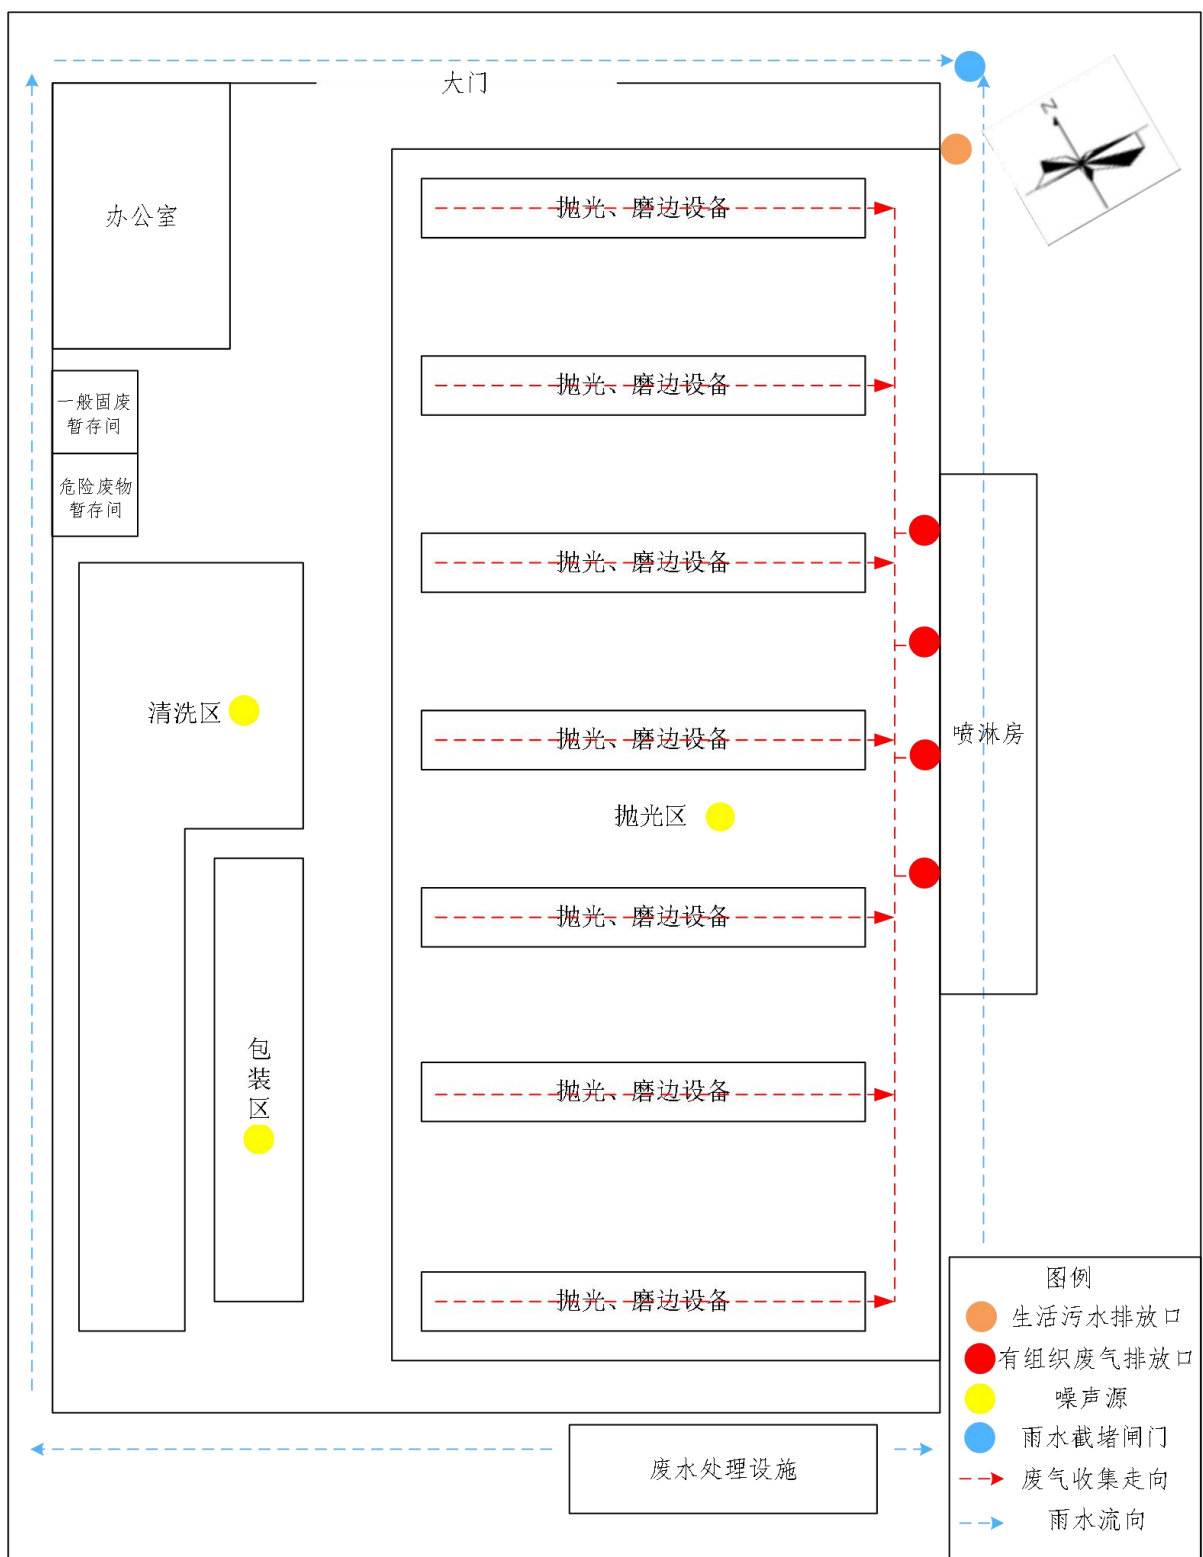 大门
N
办公室
抛光、磨边设备
抛光、磨边设备
一般固废
暂存间
危险废物
暂存间
抛光、磨边设备
清洗区
抛光、磨边设备
喷淋房
抛光区
抛光、磨边设备
包
装
区
抛光、磨边设备
抛光、磨边设备
废水处理设施
图例
生活污水排放口
有组织废气排放口
噪声源
雨水截堵闸门
废气收集走向
雨水流向